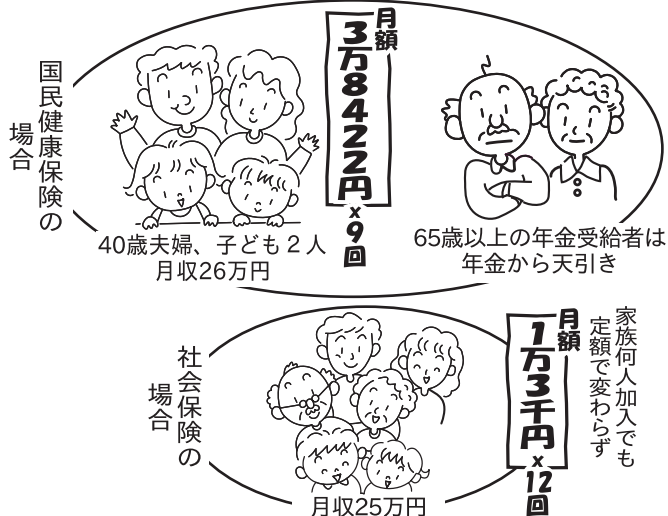 国民健康保険の
場合
月額
3万8422円
×9回
40歳夫婦、子ども2人
月収26万円
65歳以上の年金受給者は
年金から天引き
社会保険の
場合
月収25万円
月額
1万3千円
×12回
家族何人加入でも
定額で変わらず